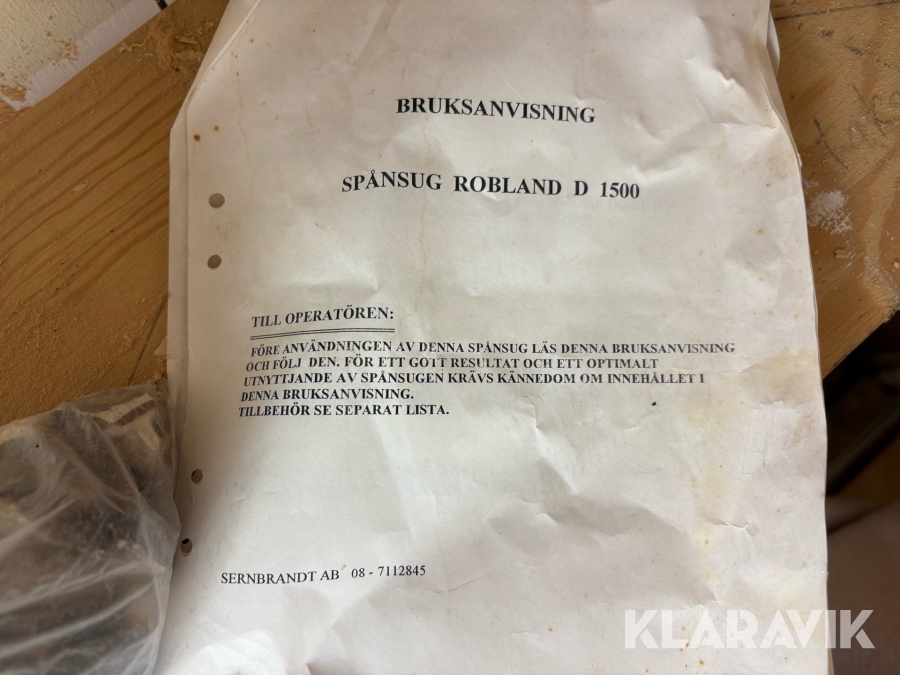 BRUKSANVISNING
SPÅNSUG ROBLAND D 1500
TILL OPERATÖREN:
FÖRE ANVÄNDNINGEN AV DENNA SPÅNSUG LÄS DENNA BRUKSANVISNING
OCH FÖLJ DEN. FÖR ETT GOTT RESULTAT OCH ETT OPTIMALT
UTNYTTJANDE AV SPÅNSUGEN KRÄVS KÄNNEDOM OM INNEHÅLLET I
DENNA BRUKSANVISNING.
TILLBEHÖR SE SEPARAT LISTA.
SERNBRANDT AB 08 - 7112845
KLARAVIK